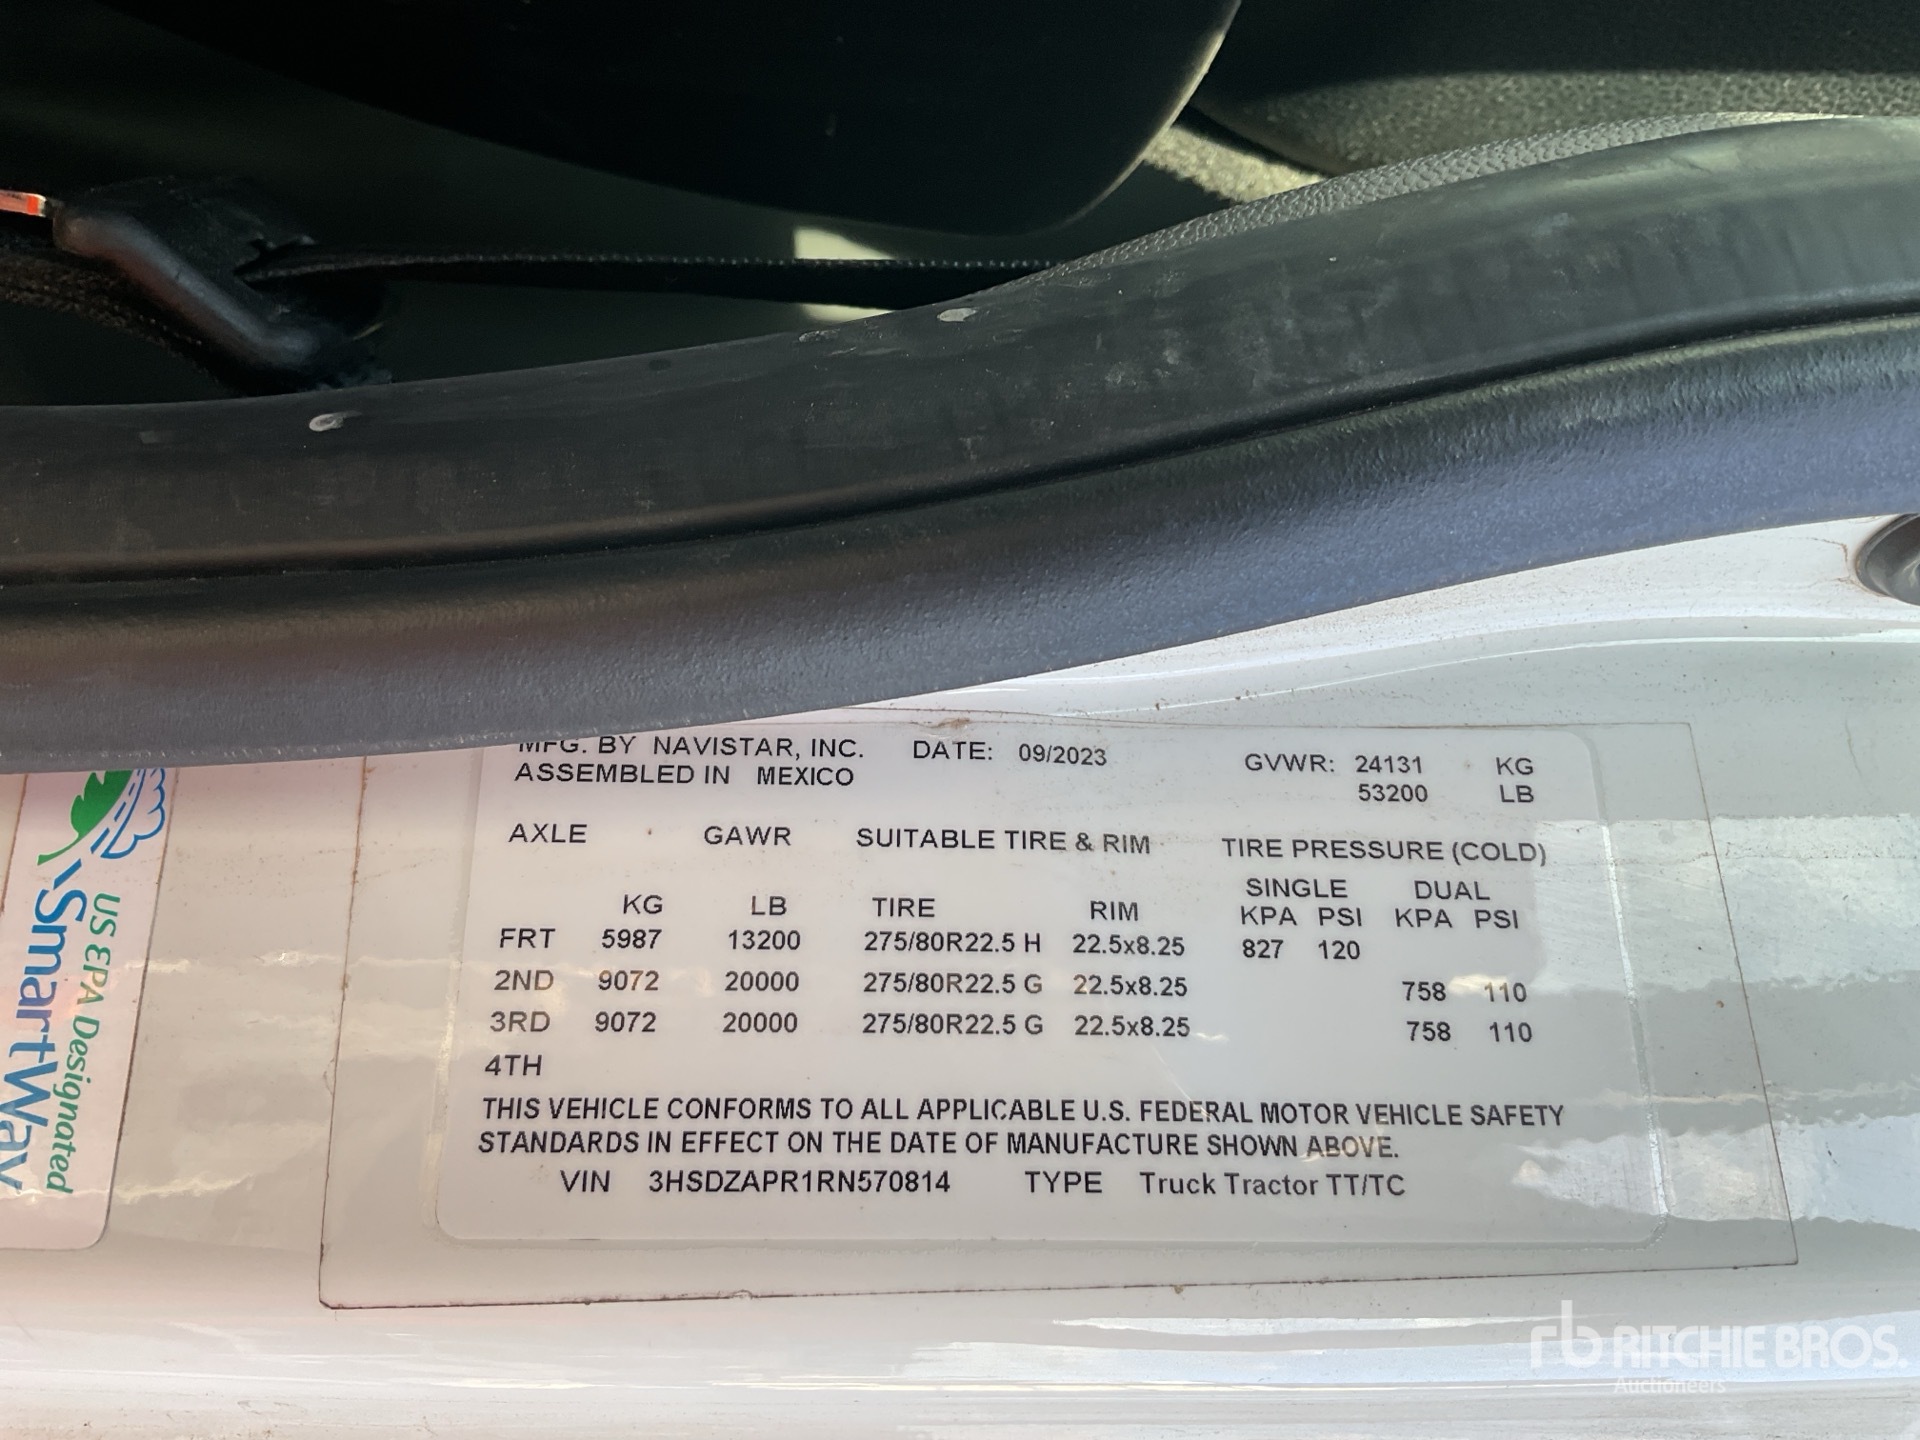 MFG. BY NAVISTAR, INC. DATE: 09/2023 GVWR: 24131 KG
ASSEMBLED IN MEXICO 53200 LB
AXLE GAWR SUITABLE TIRE & RIM TIRE PRESSURE (COLD)
SINGLE DUAL
KG LB TIRE RIM KPA PSI KPA PSI
FRT 5987 13200 275/80R22.5 H 22.5x8.25 827 120
2ND 9072 20000 275/80R22.5 G 22.5x8.25 758 110
3RD 9072 20000 275/80R22.5 G 22.5x8.25 758 110
4TH
THIS VEHICLE CONFORMS TO ALL APPLICABLE U.S. FEDERAL MOTOR VEHICLE SAFETY
STANDARDS IN EFFECT ON THE DATE OF MANUFACTURE SHOWN ABOVE.
VIN 3HSDZAPR1RN570814 TYPE Truck Tractor TT/TC
US EPA Designated
SmartWay
rb RITCHIE BROS.
Auctioneers